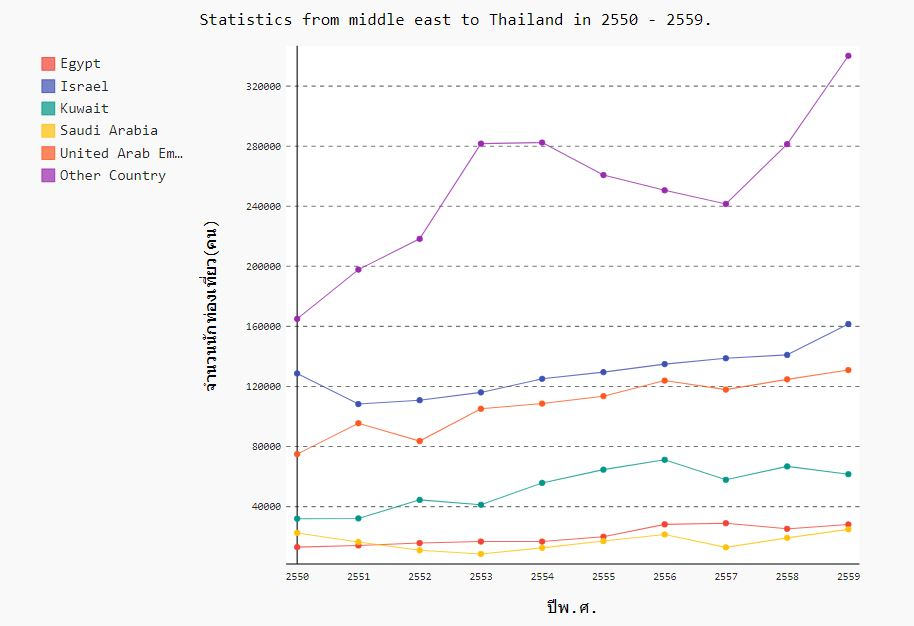 Statistics from middle east to Thailand in 2550 - 2559.
Egypt
Israel
Kuwait
Saudi Arabia
United Arab Em…
Other Country
จำนวนนักท่องเที่ยว(คน)
320000
280000
240000
200000
160000
120000
80000
40000
2550 2551 2552 2553 2554 2555 2556 2557 2558 2559
ปีพ.ศ.